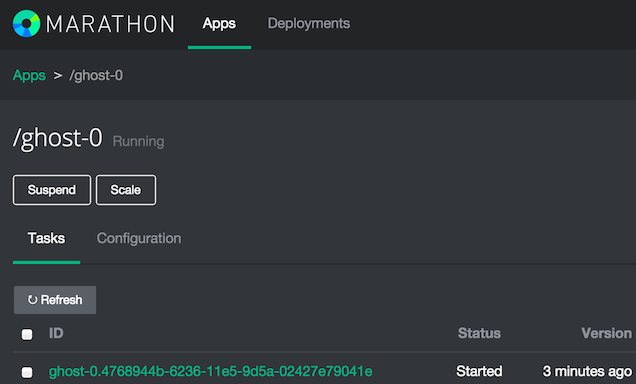 MARATHON Apps Deployments
Apps > /ghost-0
/ghost-0 Running
Suspend Scale
Tasks Configuration
↻ Refresh
ID Status Version
ghost-0.4768944b-6236-11e5-9d5a-02427e79041e Started 3 minutes ago